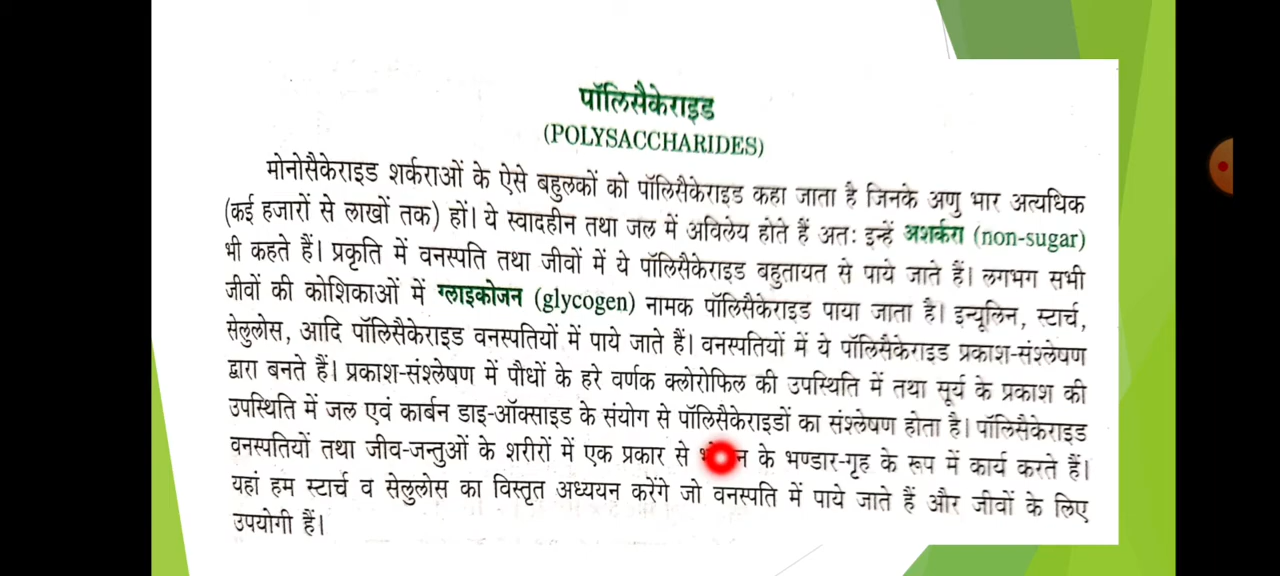 पॉलिसैकेराइड
(POLYSACCHARIDES)
मोनोसैकेराइड शर्कराओं के ऐसे बहुलकों को पॉलिसैकेराइड कहा जाता है जिनके अणु भार अत्यधिक
(कई हजारों से लाखों तक) हों। ये स्वादहीन तथा जल में अविलेय होते हैं अतः इन्हें अशर्करा (non-sugar)
भी कहते हैं। प्रकृति में वनस्पति तथा जीवों में ये पॉलिसैकेराइड बहुतायत से पाये जाते हैं। लगभग सभी
जीवों की कोशिकाओं में ग्लाइकोजन (glycogen) नामक पॉलिसैकेराइड पाया जाता है। इन्यूलिन, स्टार्च,
सेलुलोस, आदि पॉलिसैकेराइड वनस्पतियों में पाये जाते हैं। वनस्पतियों में ये पॉलिसैकेराइड प्रकाश-संश्लेषण
द्वारा बनते हैं। प्रकाश-संश्लेषण में पौधों के हरे वर्णक क्लोरोफिल की उपस्थिति में तथा सूर्य के प्रकाश की
उपस्थिति में जल एवं कार्बन डाइ-ऑक्साइड के संयोग से पॉलिसैकेराइडों का संश्लेषण होता है। पॉलिसैकेराइड
वनस्पतियों तथा जीव-जन्तुओं के शरीरों में एक प्रकार से के भण्डार-गृह के रूप में कार्य करते हैं।
यहां हम स्टार्च व सेलुलोस का विस्तृत अध्ययन करेंगे जो वनस्पति में पाये जाते हैं और जीवों के लिए
उपयोगी हैं।